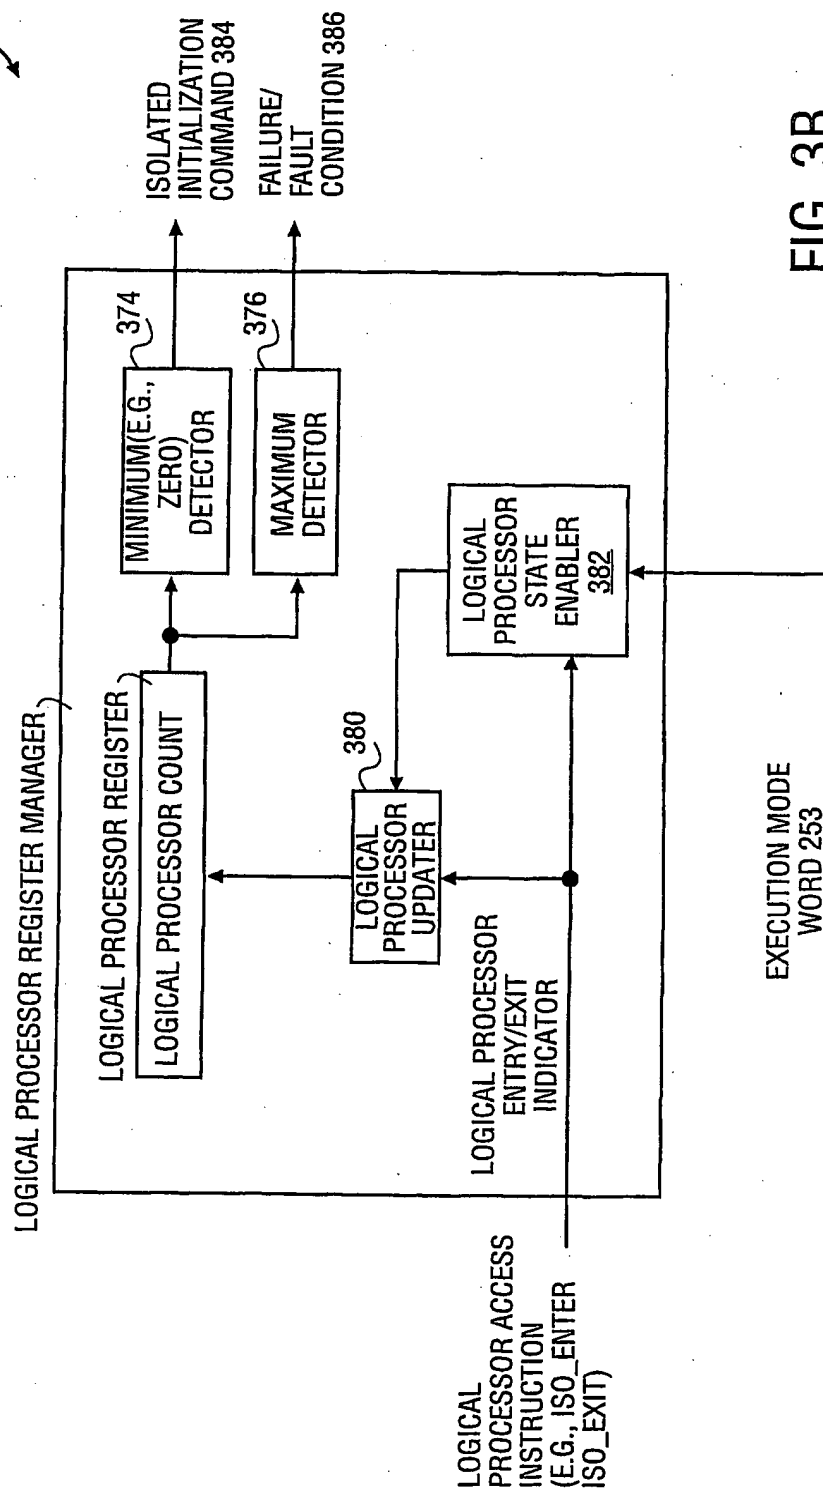 LOGICAL PROCESSOR REGISTER MANAGER
LOGICAL PROCESSOR REGISTER
LOGICAL PROCESSOR COUNT
MINIMUM(E.G.,
ZERO)
DETECTOR
374
ISOLATED
INITIALIZATION
COMMAND 384
MAXIMUM
DETECTOR
376
FAILURE/
FAULT
CONDITION 386
LOGICAL
PROCESSOR
UPDATER
380
LOGICAL
PROCESSOR
STATE
ENABLER
382
LOGICAL PROCESSOR
ENTRY/EXIT
INDICATOR
LOGICAL
PROCESSOR ACCESS
INSTRUCTION
(E.G., ISO_ENTER
ISO_EXIT)
EXECUTION MODE
WORD 253
FIG. 3B